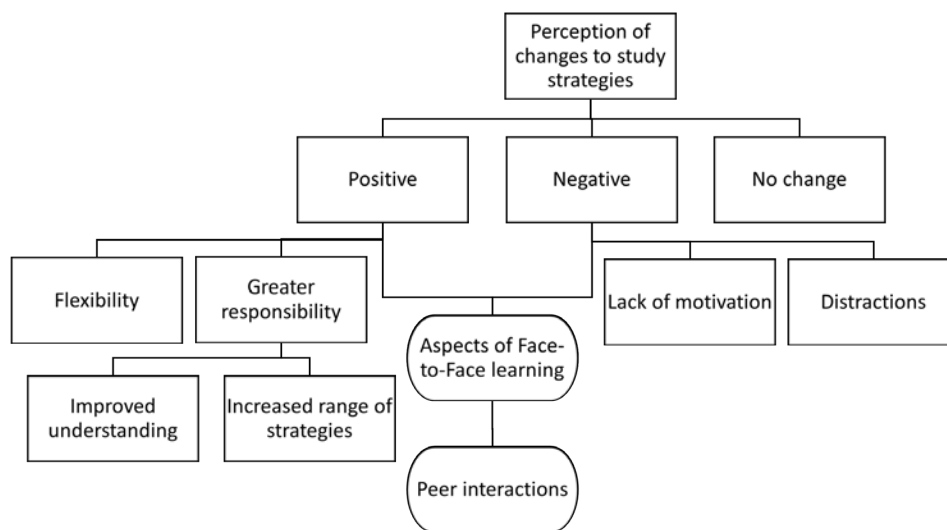 Perception of
changes to study
strategies
Positive
Negative
No change
Flexibility
Greater
responsibility
Lack of motivation
Distractions
Aspects of Face-
to-Face learning
Improved
understanding
Increased range of
strategies
Peer interactions